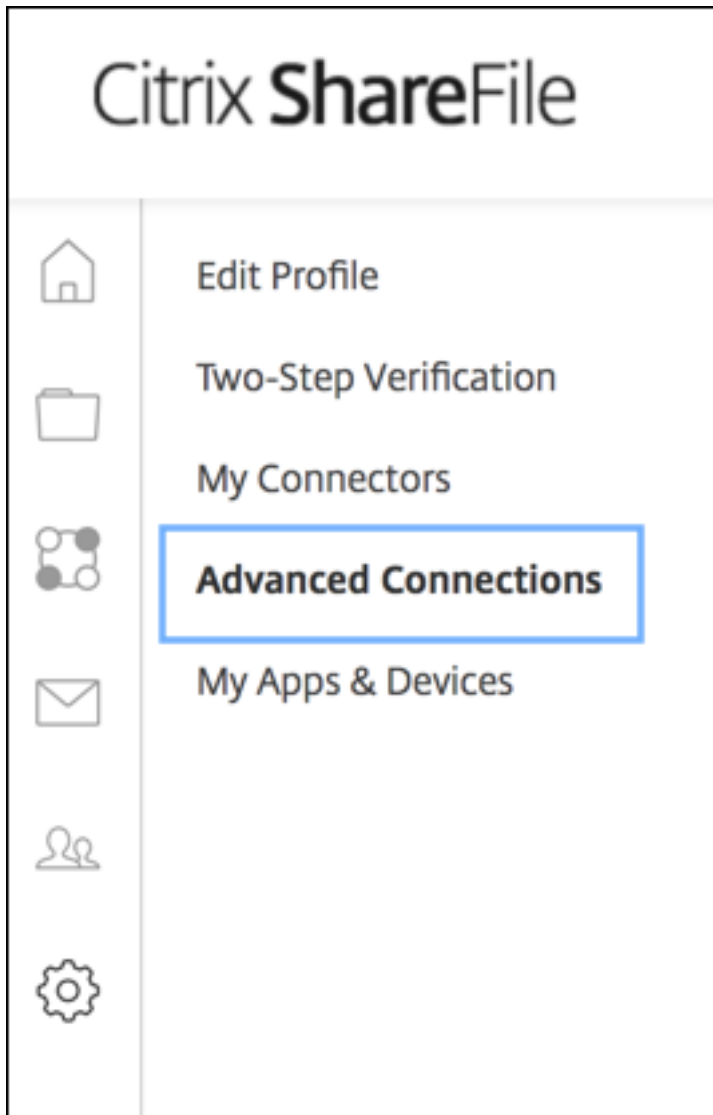 Citrix ShareFile
Edit Profile
Two-Step Verification
My Connectors
Advanced Connections
My Apps & Devices